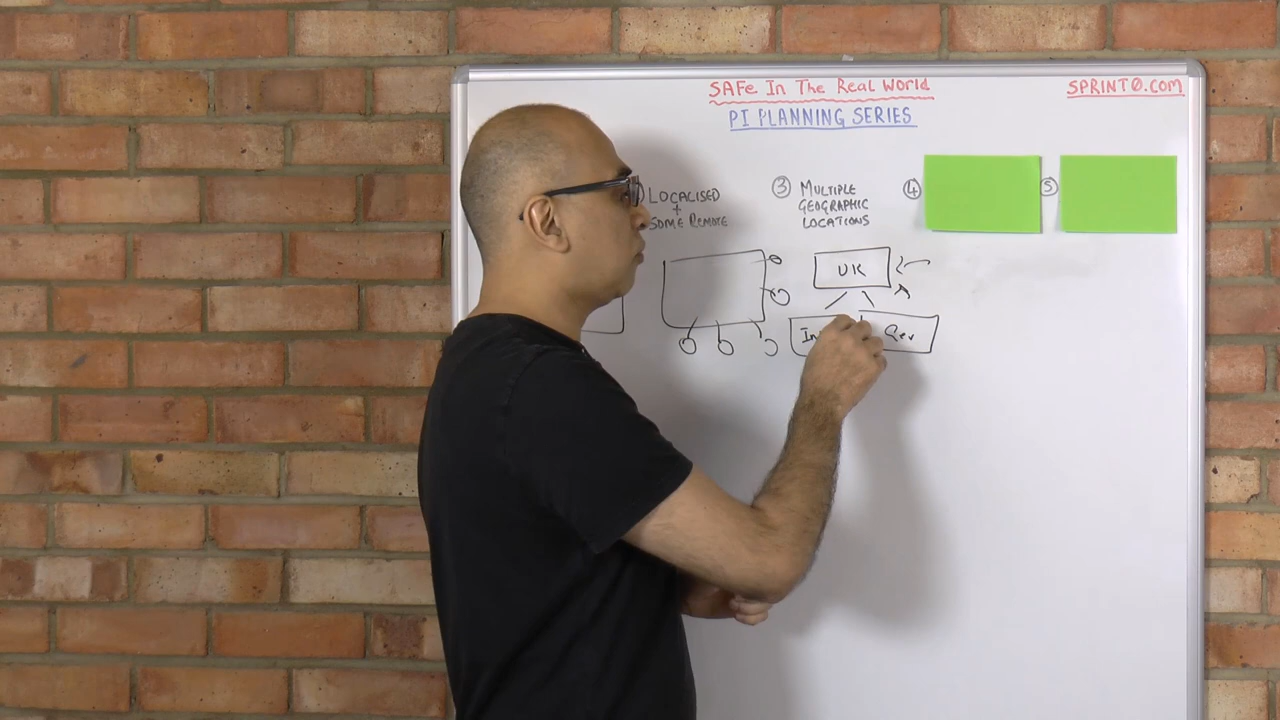 SAFe In The Real World
SPRINT0.COM
PI PLANNING SERIES
LOCALISED
+
SOME REMOTE
3 MULTIPLE
GEOGRAPHIC
LOCATIONS
4
5
UK